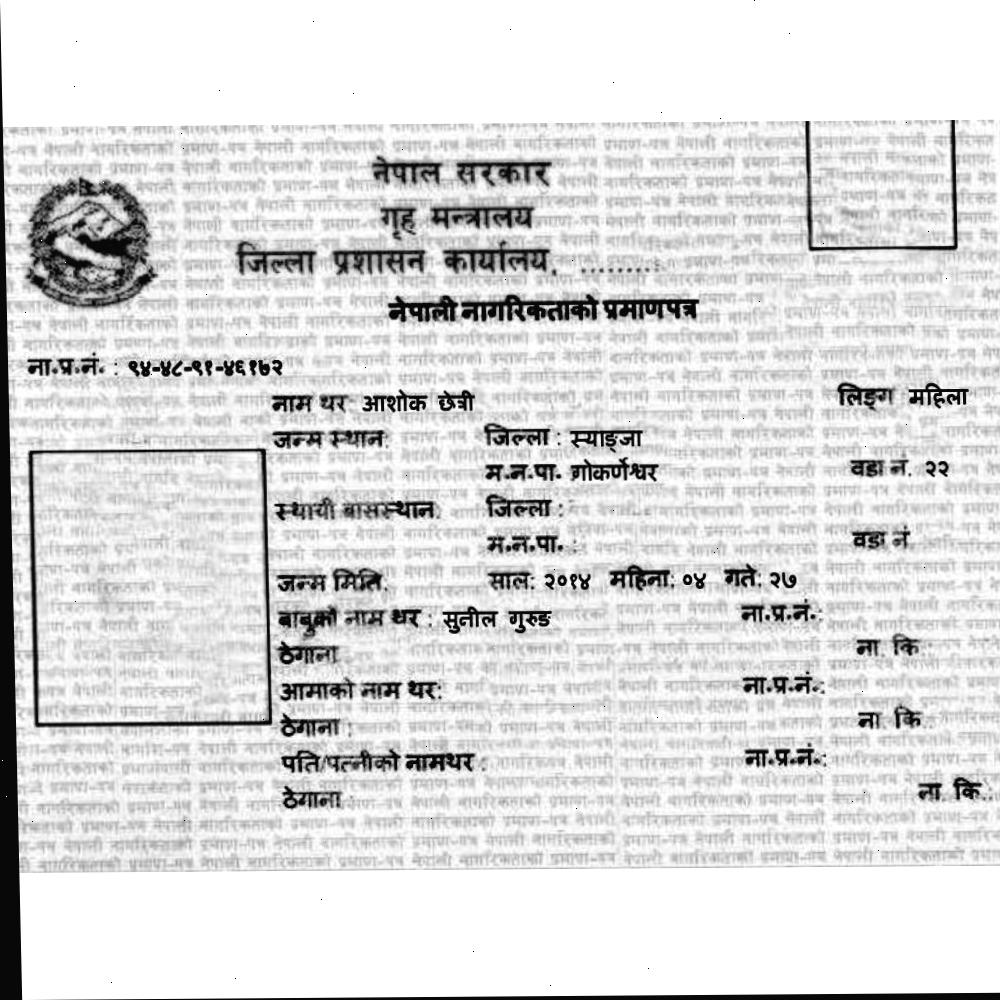 नेपाल सरकार
गृह मन्त्रालय
जिल्ला प्रशासन कार्यालय, .........
नेपाली नागरिकताको प्रमाणपत्र
ना.प्र.नं. : ९४-४८-९१-४६१७२
नाम थर: आशोक छेत्री लिङ्ग महिला
जन्म स्थान: जिल्ला : स्याङ्जा
म.न.पा. गोकर्णेश्वर वडा नं. २२
स्थायी बासस्थान: जिल्ला :
म.न.पा. : वडा नं.
जन्म मिति: साल: २०१४ महिना: ०४ गते: २७
बाबुको नाम थर : सुतील गुरुङ ना.प्र.नं.:
ठेगाना ना. कि.:
आमाको नाम थर: ना.प्र.नं.:
ठेगाना : ना. कि.:
पति/पत्नीको नामथर : ना.प्र.नं.:
ठेगाना ना. कि.: